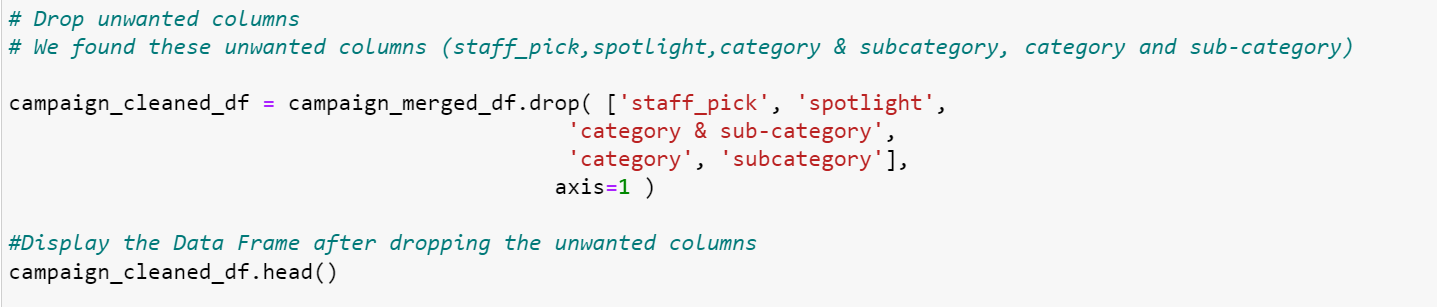 # Drop unwanted columns
# We found these unwanted columns (staff_pick,spotlight,category & subcategory, category and sub-category)
campaign_cleaned_df = campaign_merged_df.drop( ['staff_pick', 'spotlight',
'category & sub-category',
'category', 'subcategory'],
axis=1 )
#Display the Data Frame after dropping the unwanted columns
campaign_cleaned_df.head()